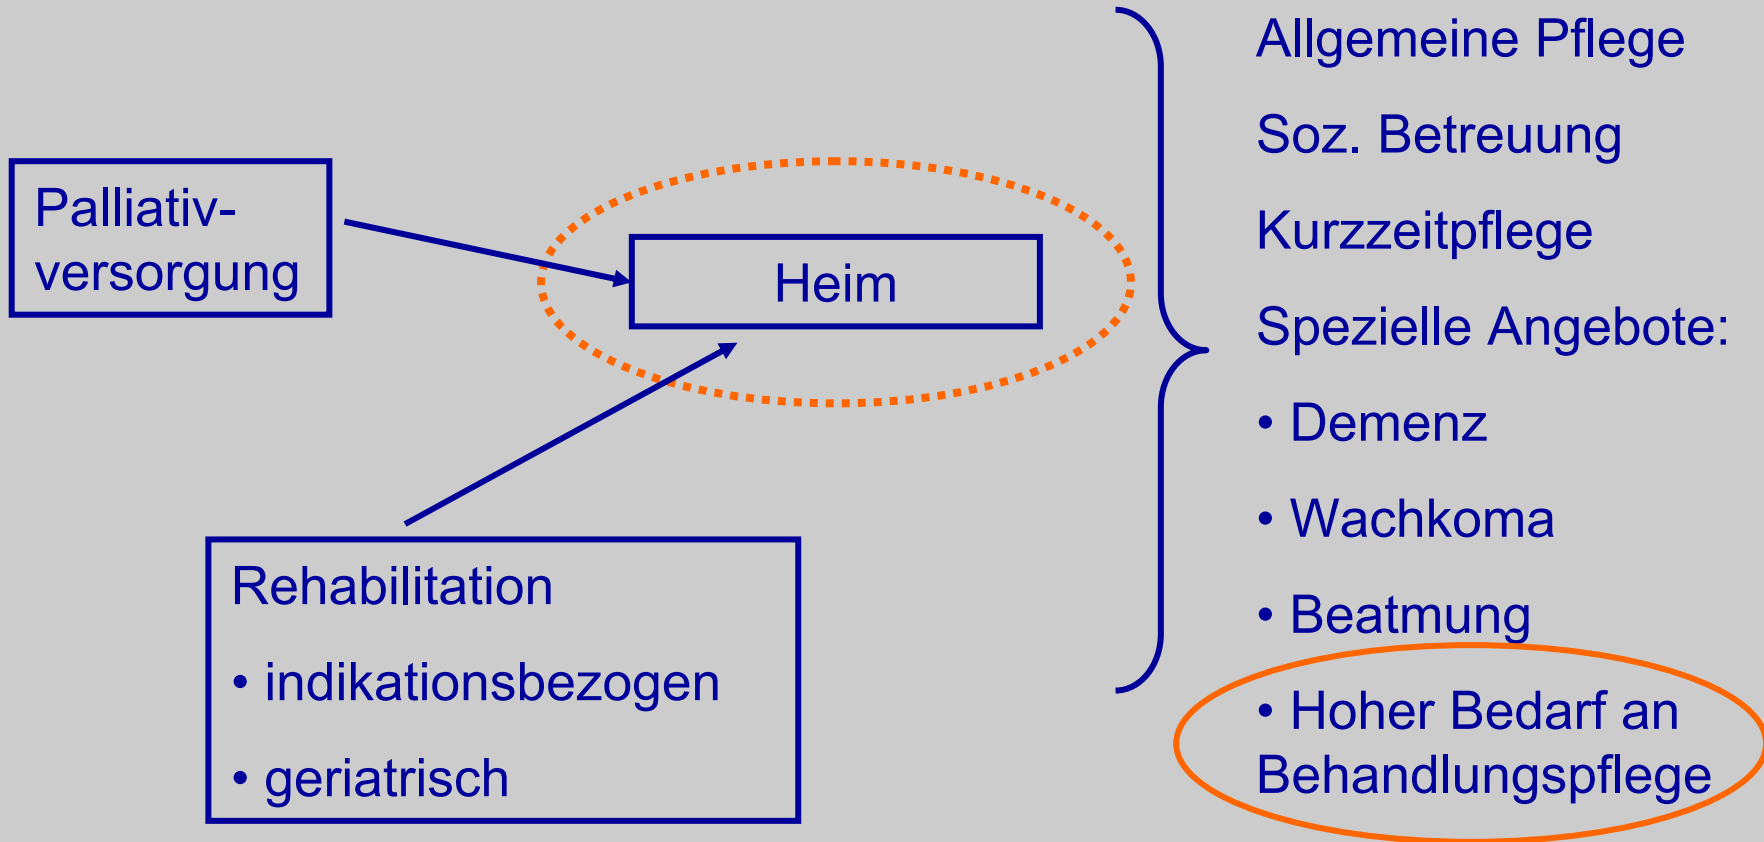 Palliativ-
versorgung
Heim
Rehabilitation
• indikationsbezogen
• geriatrisch
Allgemeine Pflege
Soz. Betreuung
Kurzzeitpflege
Spezielle Angebote:
• Demenz
• Wachkoma
• Beatmung
• Hoher Bedarf an
Behandlungspflege